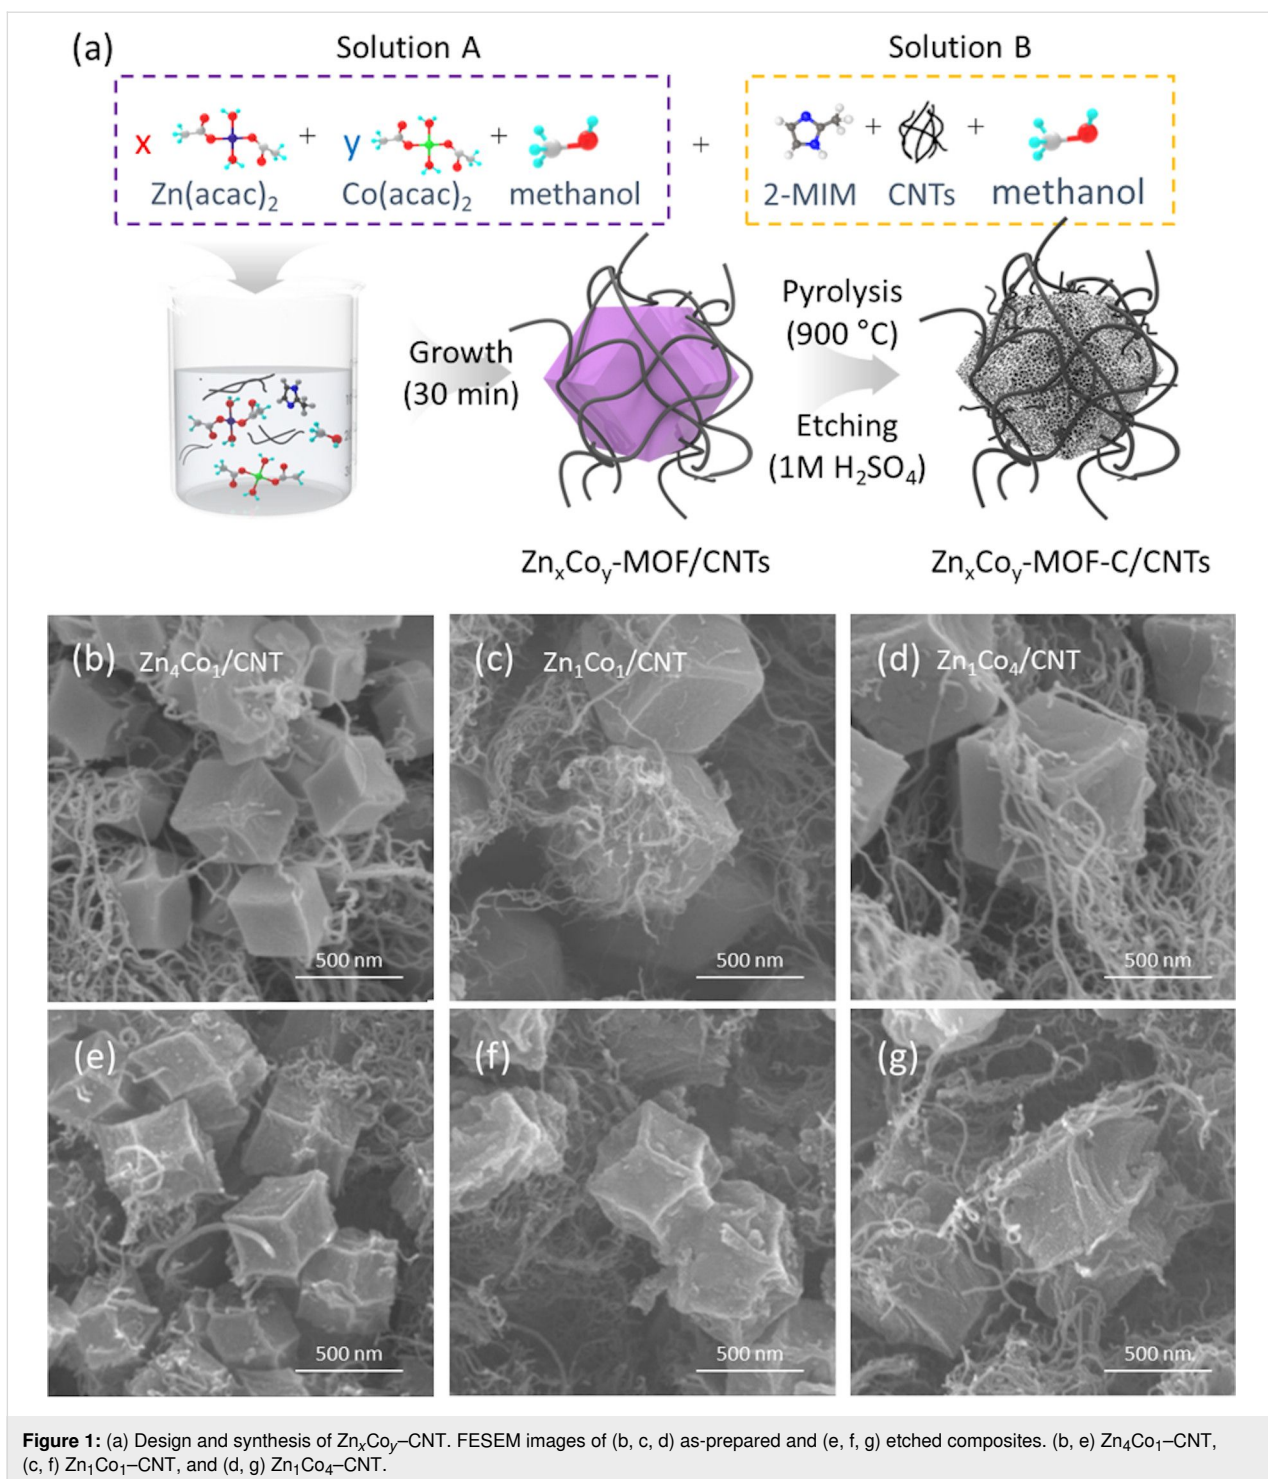 (a) Solution A Solution B
x Zn(acac)₂ + y Co(acac)₂ + methanol + 2-MIM + CNTs + methanol
Growth
(30 min)
Pyrolysis
(900 °C)
Etching
(1M H₂SO₄)
ZnₓCoᵧ-MOF/CNTs ZnₓCoᵧ-MOF-C/CNTs
(b) Zn₄Co₁/CNT
500 nm
(c) Zn₁Co₁/CNT
500 nm
(d) Zn₁Co₄/CNT
500 nm
(e)
500 nm
(f)
500 nm
(g)
500 nm
Figure 1: (a) Design and synthesis of ZnₓCoᵧ–CNT. FESEM images of (b, c, d) as-prepared and (e, f, g) etched composites. (b, e) Zn₄Co₁–CNT,
(c, f) Zn₁Co₁–CNT, and (d, g) Zn₁Co₄–CNT.